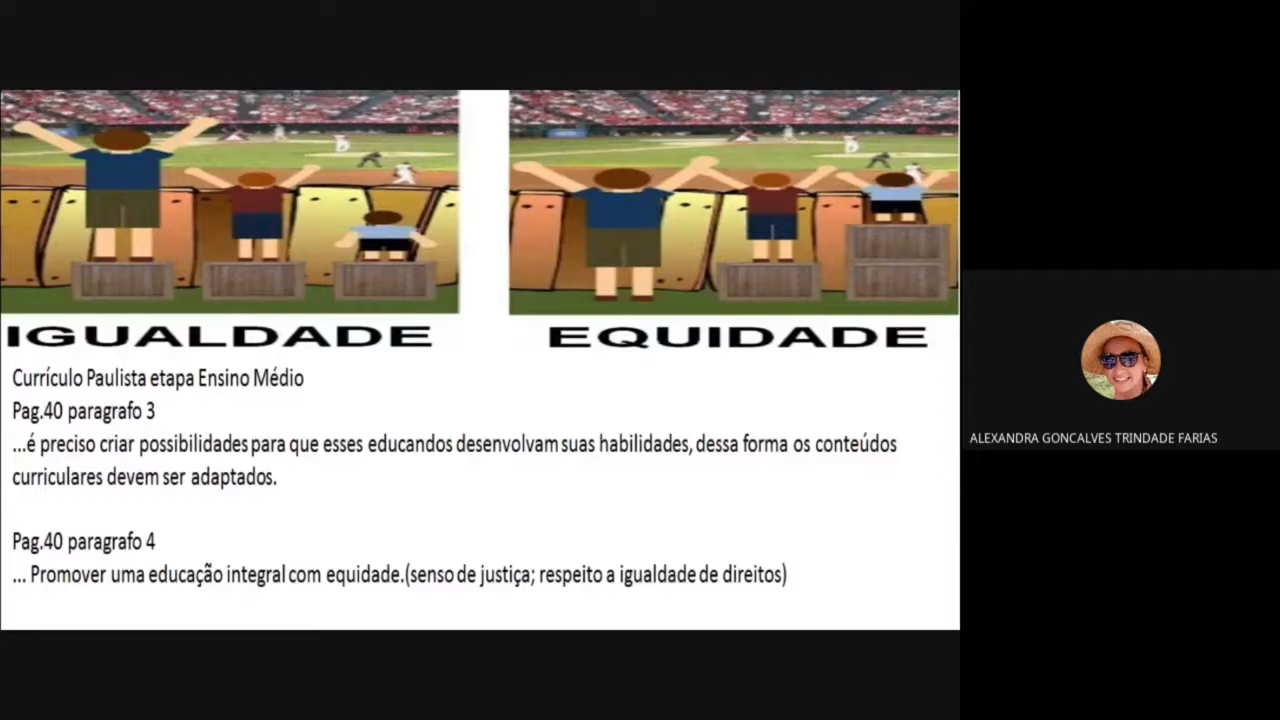 IGUALDADE
EQUIDADE
Currículo Paulista etapa Ensino Médio
Pag.40 paragrafo 3
...é preciso criar possibilidades para que esses educandos desenvolvam suas habilidades, dessa forma os conteúdos
curriculares devem ser adaptados.
Pag.40 paragrafo 4
... Promover uma educação integral com equidade.(senso de justiça; respeito a igualdade de direitos)
ALEXANDRA GONCALVES TRINDADE FARIAS